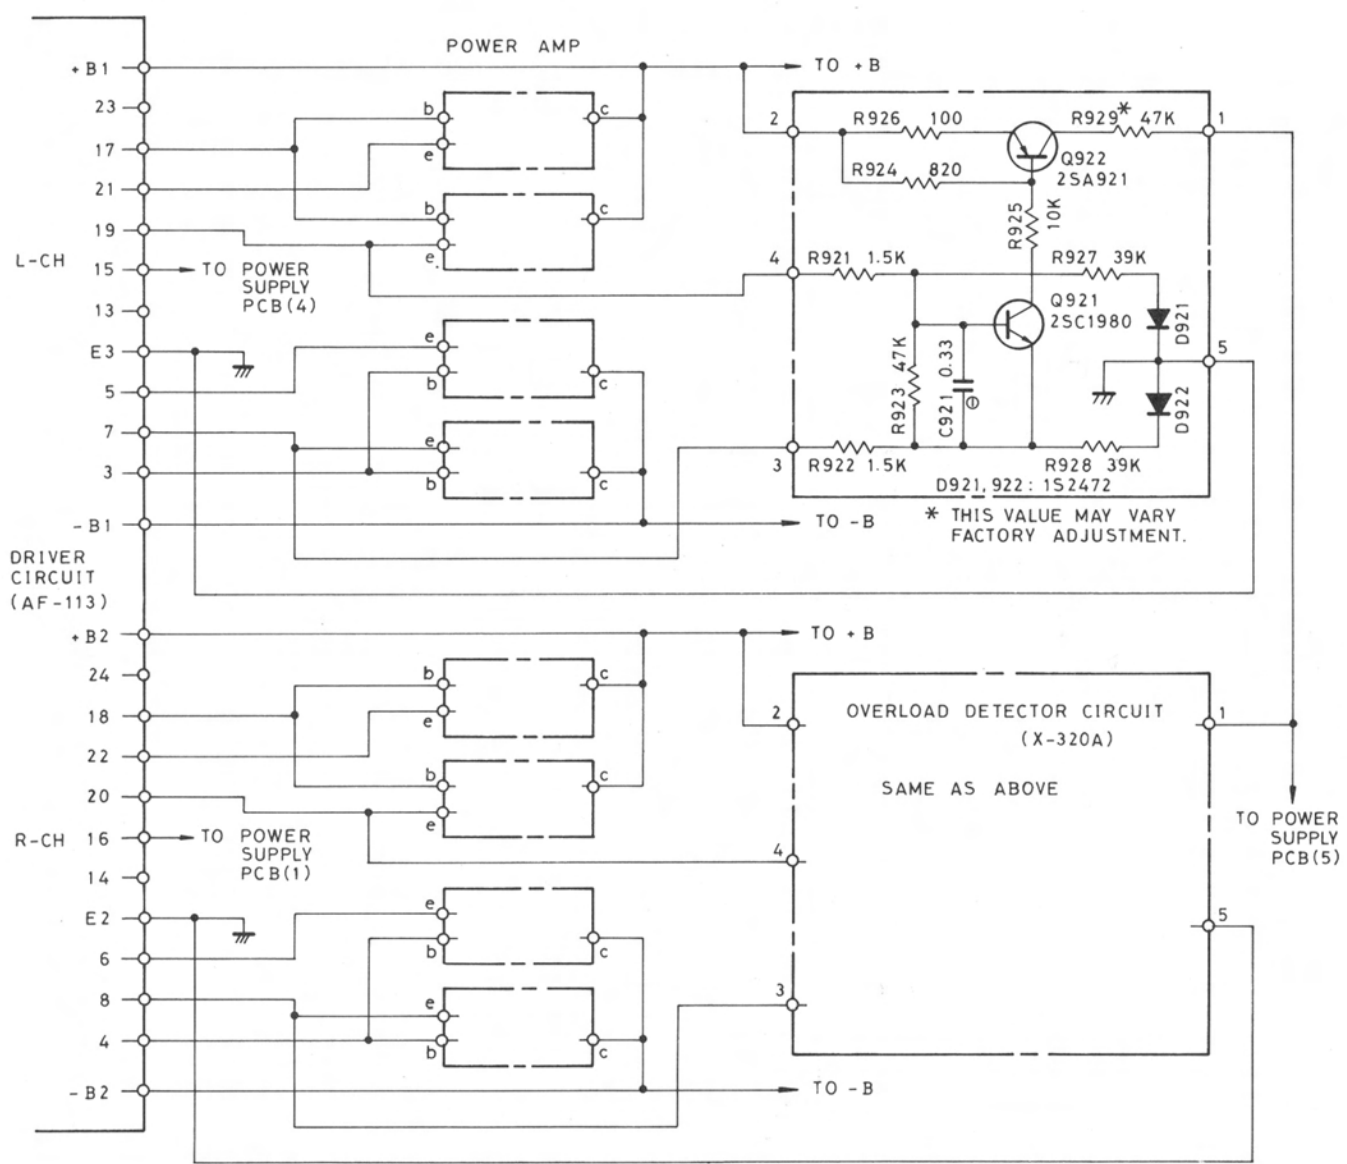 POWER AMP
+B1
TO +B
23
b
c
2
R926 100
R929* 47K
1
17
e
R924 820
Q922
2SA921
21
b
c
R925
10K
19
e
L-CH
15
TO POWER
SUPPLY
PCB(4)
4
R921 1.5K
R927 39K
13
Q921
2SC1980
D921
E3
e
c
R923 47K
C921 0.33
5
5
b
D922
7
e
c
3
b
3
R922 1.5K
R928 39K
D921,922: 1S2472
-B1
TO -B
* THIS VALUE MAY VARY
FACTORY ADJUSTMENT.
DRIVER
CIRCUIT
(AF-113)
+B2
TO +B
24
b
c
18
e
2
OVERLOAD DETECTOR CIRCUIT
(X-320A)
1
22
b
c
SAME AS ABOVE
20
e
R-CH
16
TO POWER
SUPPLY
PCB(1)
4
TO POWER
SUPPLY
PCB(5)
14
E2
e
c
5
6
b
8
e
3
4
b
c
-B2
TO -B